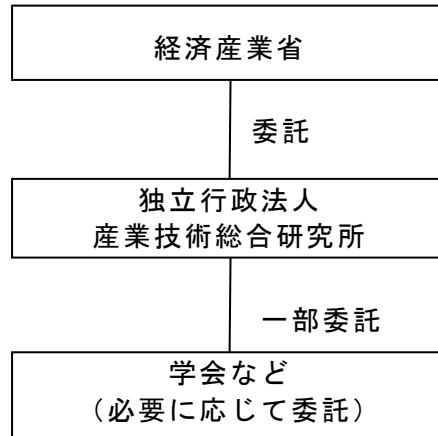 経済産業省
委託
独立行政法人
産業技術総合研究所
一部委託
学会など
（必要に応じて委託）